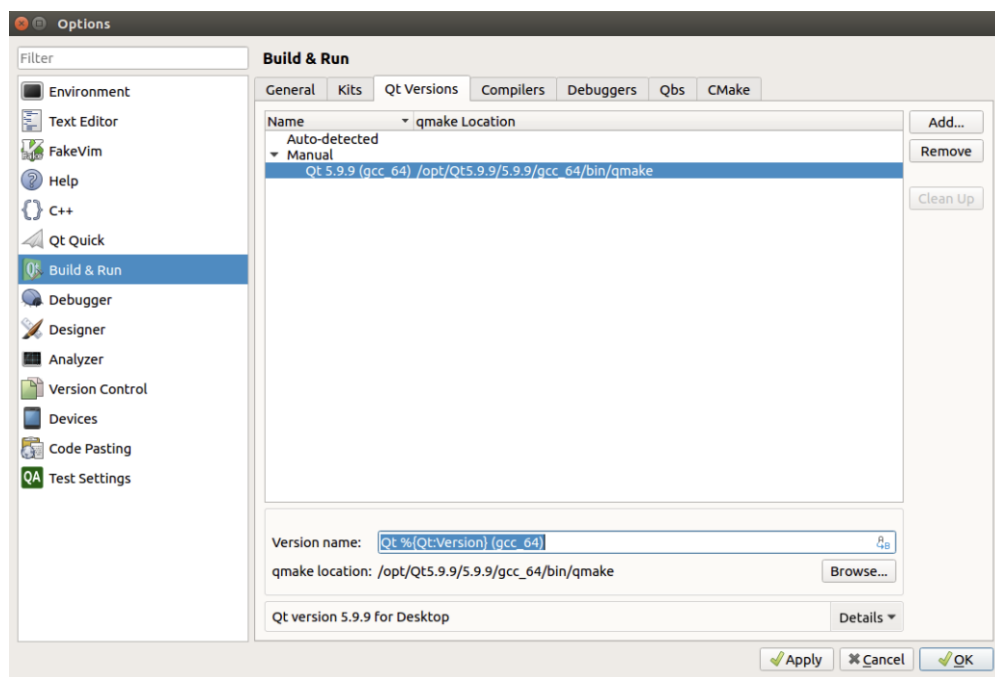 Options
Filter
Environment
Text Editor
FakeVim
Help
C++
Qt Quick
Build & Run
Debugger
Designer
Analyzer
Version Control
Devices
Code Pasting
QA Test Settings
Build & Run
General Kits Qt Versions Compilers Debuggers Qbs CMake
Name qmake Location
Auto-detected
Manual
Qt 5.9.9 (gcc_64) /opt/Qt5.9.9/5.9.9/gcc_64/bin/qmake
Add...
Remove
Clean Up
Version name: Qt %{Qt:Version} (gcc_64)
qmake location: /opt/Qt5.9.9/5.9.9/gcc_64/bin/qmake Browse...
Qt version 5.9.9 for Desktop Details
Apply Cancel OK